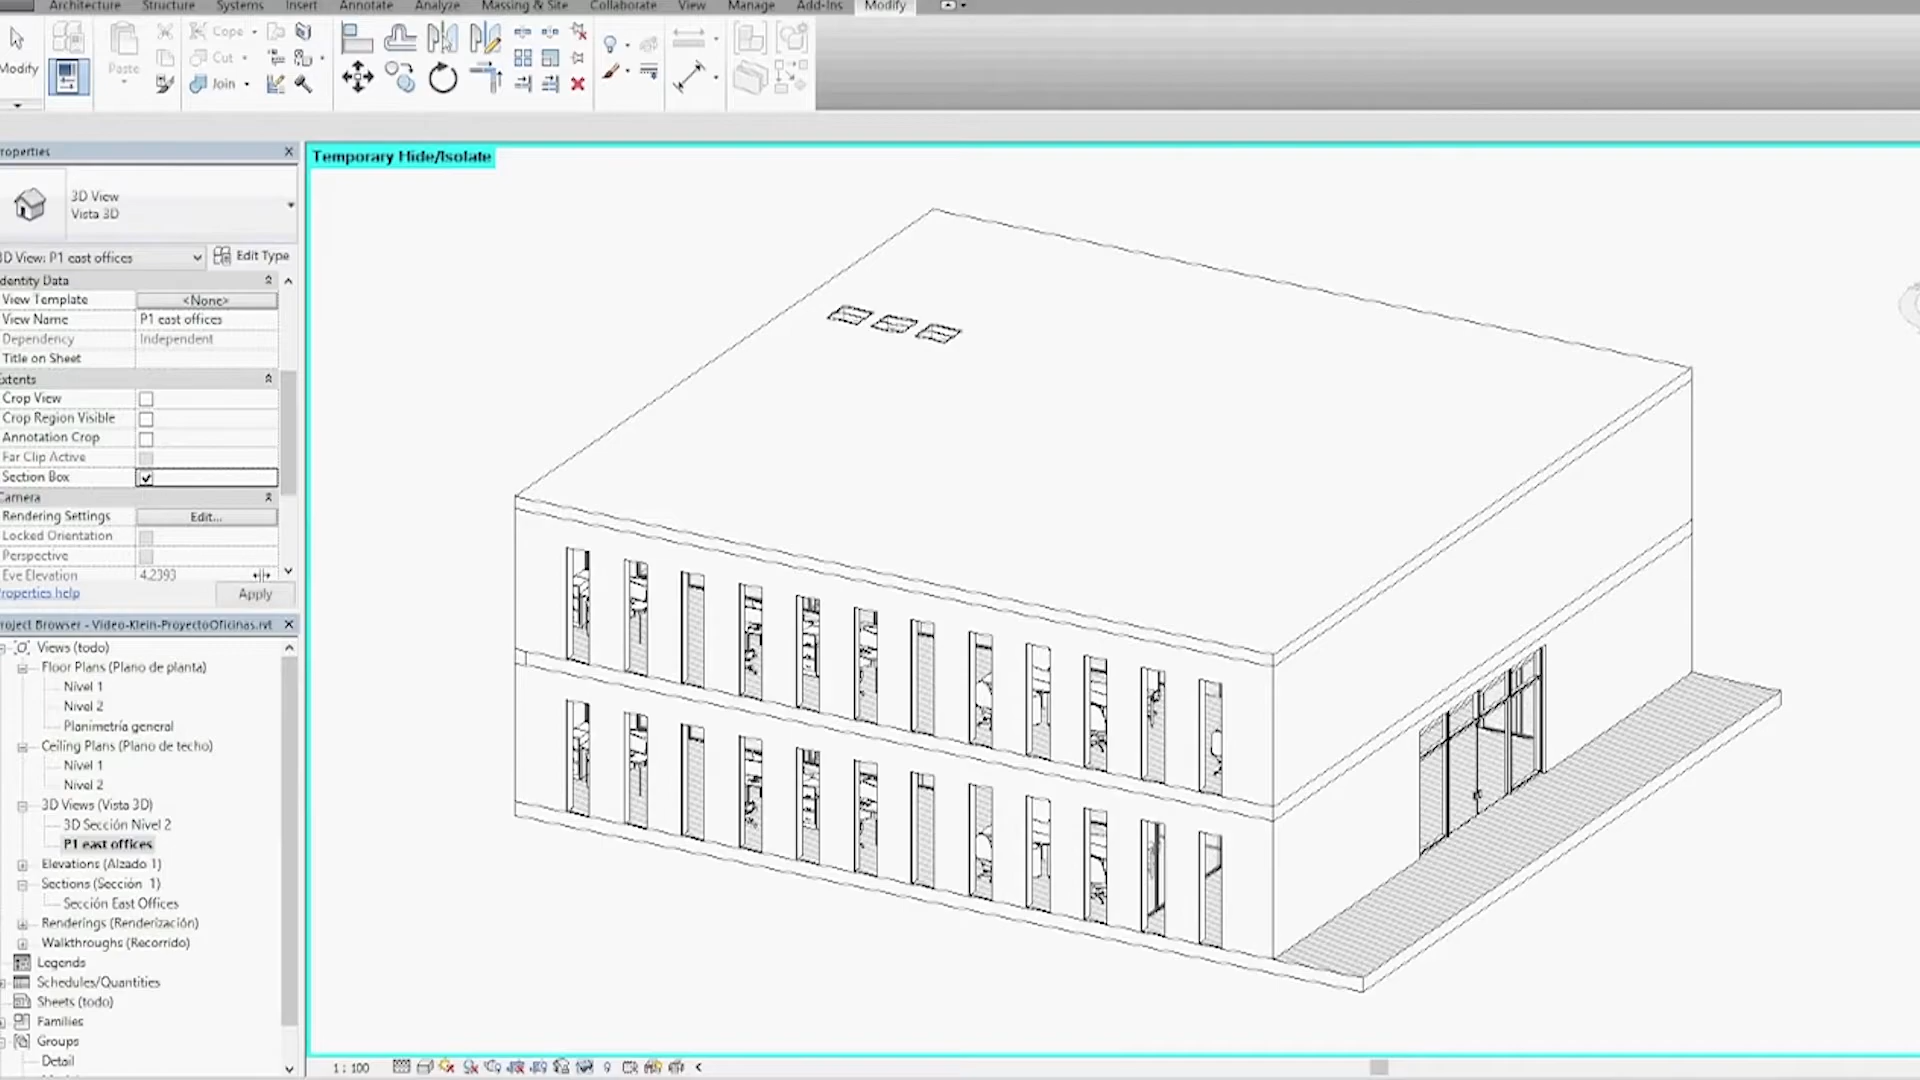 Architecture Structure Systems Insert Annotate Analyze Massing & Site Collaborate View Manage Add-Ins Modify
Cope
Cut
Modify Paste
Join
roperties
Temporary Hide/Isolate
3D View
Vista 3D
3D View: P1 east offices Edit Type
Identity Data
View Template <None>
View Name P1 east offices
Dependency Independent
Title on Sheet
Extents
Crop View
Crop Region Visible
Annotation Crop
Far Clip Active
Section Box
Camera
Rendering Settings Edit...
Locked Orientation
Perspective
Eye Elevation 4.2393
Properties help Apply
roject Browser - Video-Klein-ProyectoOficinas.rvt
Views (todo)
Floor Plans (Plano de planta)
Nivel 1
Nivel 2
Planimetría general
Ceiling Plans (Plano de techo)
Nivel 1
Nivel 2
3D Views (Vista 3D)
3D Sección Nivel 2
P1 east offices
Elevations (Alzado 1)
Sections (Sección 1)
Sección East Offices
Renderings (Renderización)
Walkthroughs (Recorrido)
Legends
Schedules/Quantities
Sheets (todo)
Families
Groups
Detail
1 : 100